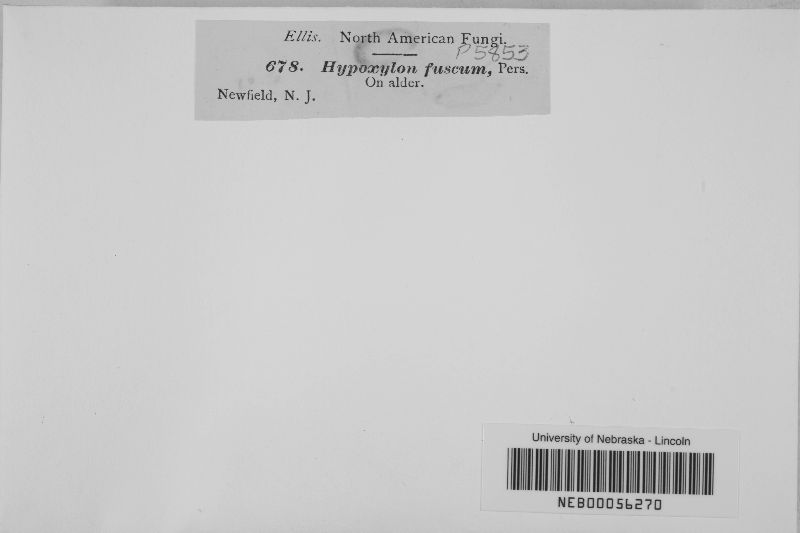 Ellis. North American Fungi.
P5853
678. Hypoxylon fuscum, Pers.
On alder.
Newfield, N. J.
University of Nebraska - Lincoln
NEB00056270